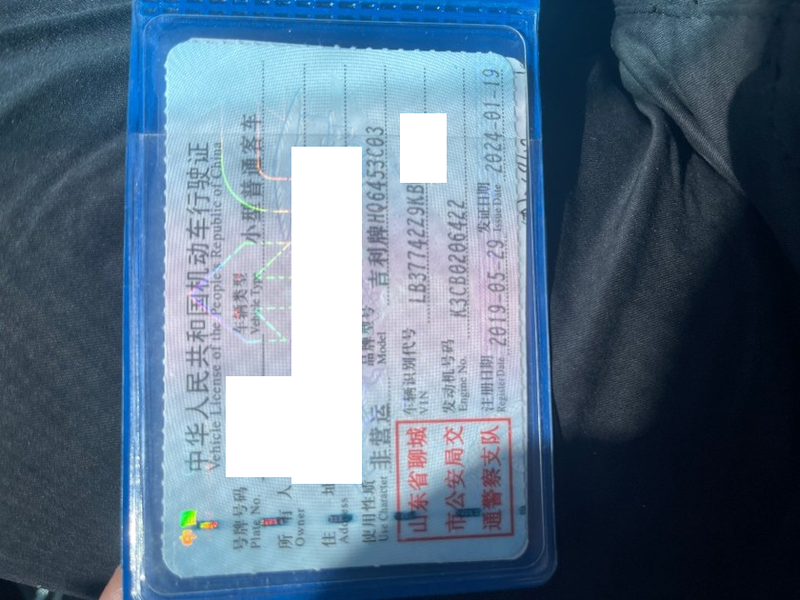 中华人民共和国机动车行驶证
Vehicle License of the People's Republic of China
号牌号码
Plate No.
车辆类型 小型普通客车
Vehicle Type
所有人
Owner
住址
Address
使用性质 非营运
Use Character
品牌型号 吉利牌HQ6453C03
Model
车辆识别代号 LB37742Z9KB
VIN
发动机号码 K3CB0206422
Engine No.
注册日期 2019-05-29
Register Date
发证日期 2024-01-19
Issue Date
山东省聊城
市公安局交
通警察支队